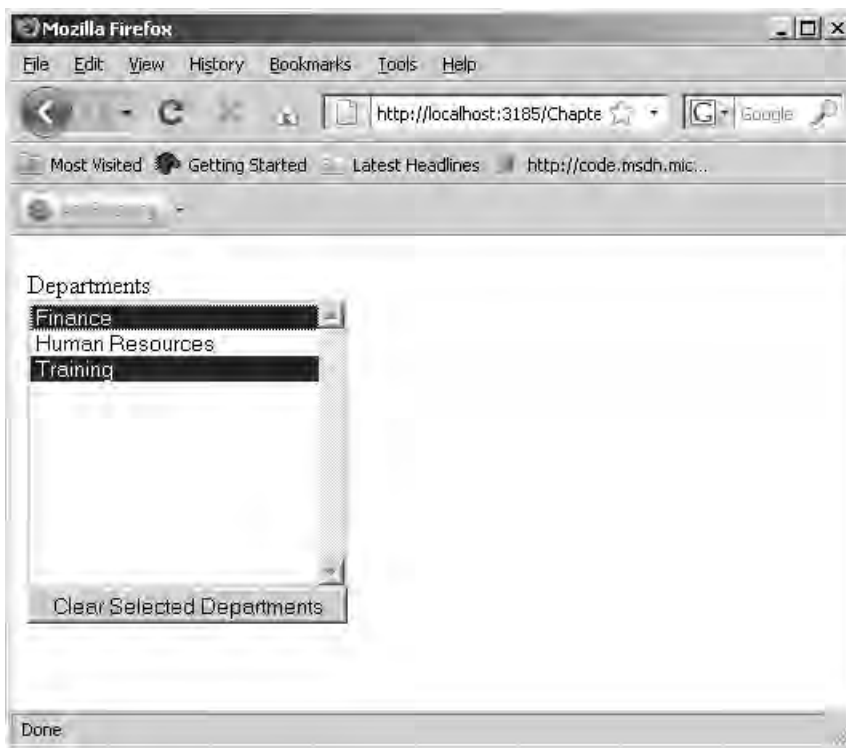 Mozilla Firefox
File Edit View History Bookmarks Tools Help
http://localhost:3185/Chapte G Google
Most Visited Getting Started Latest Headlines http://code.msdn.mic...
Departments
Finance
Human Resources
Training
Clear Selected Departments
Done